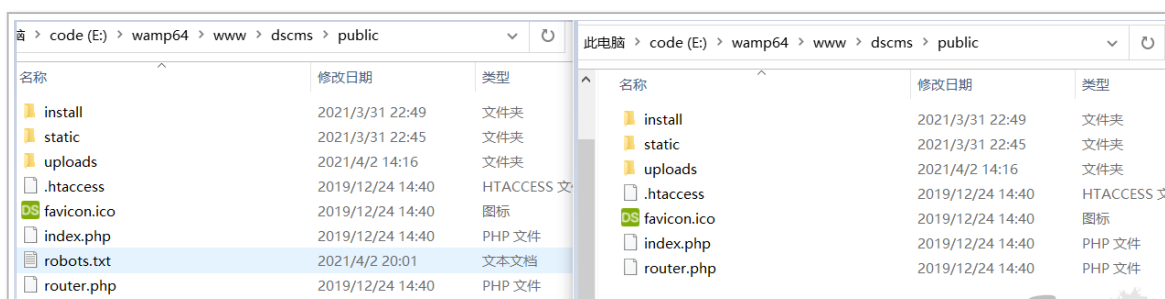 code (E:) > wamp64 > www > dscms > public
名称 修改日期 类型
install 2021/3/31 22:49 文件夹
static 2021/3/31 22:45 文件夹
uploads 2021/4/2 14:16 文件夹
.htaccess 2019/12/24 14:40 HTACCESS
DS favicon.ico 2019/12/24 14:40 图标
index.php 2019/12/24 14:40 PHP 文件
robots.txt 2021/4/2 20:01 文本文档
router.php 2019/12/24 14:40 PHP 文件
此电脑 > code (E:) > wamp64 > www > dscms > public
名称 修改日期 类型
install 2021/3/31 22:49 文件夹
static 2021/3/31 22:45 文件夹
uploads 2021/4/2 14:16 文件夹
.htaccess 2019/12/24 14:40 HTACCESS
DS favicon.ico 2019/12/24 14:40 图标
index.php 2019/12/24 14:40 PHP 文件
router.php 2019/12/24 14:40 PHP 文件